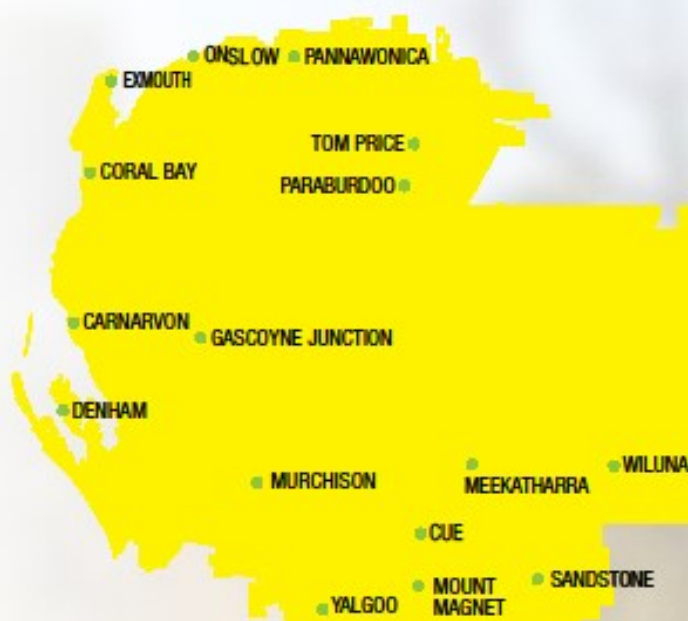 ONSLOW
PANNAWONICA
EXMOUTH
TOM PRICE
CORAL BAY
PARABURDOO
CARNARVON
GASCOYNE JUNCTION
DENHAM
MURCHISON
MEEKATHARRA
WILUNA
CUE
SANDSTONE
MOUNT
MAGNET
YALGOO